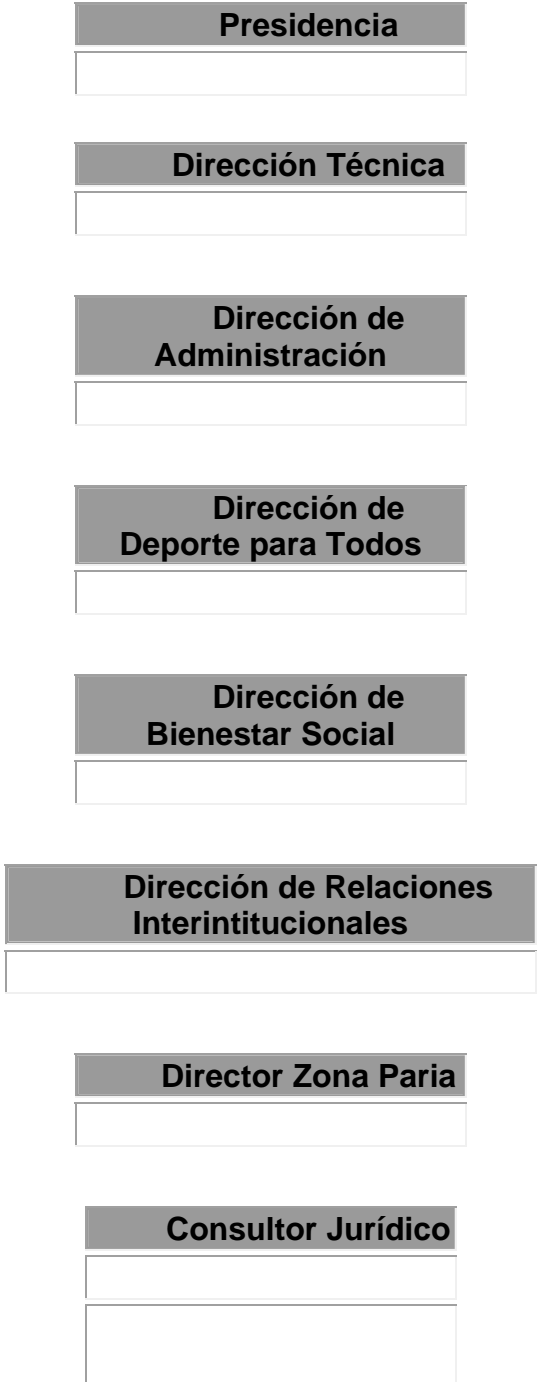 Presidencia
Dirección Técnica
Dirección de
Administración
Dirección de
Deporte para Todos
Dirección de
Bienestar Social
Dirección de Relaciones
Interintitucionales
Director Zona Paria
Consultor Jurídico